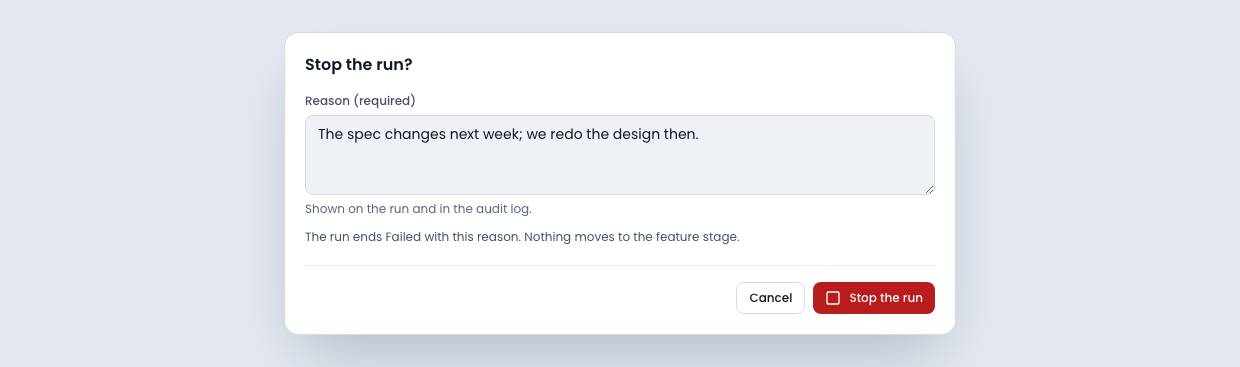 Stop the run?
Reason (required)
The spec changes next week; we redo the design then.
Shown on the run and in the audit log.
The run ends Failed with this reason. Nothing moves to the feature stage.
Cancel
Stop the run